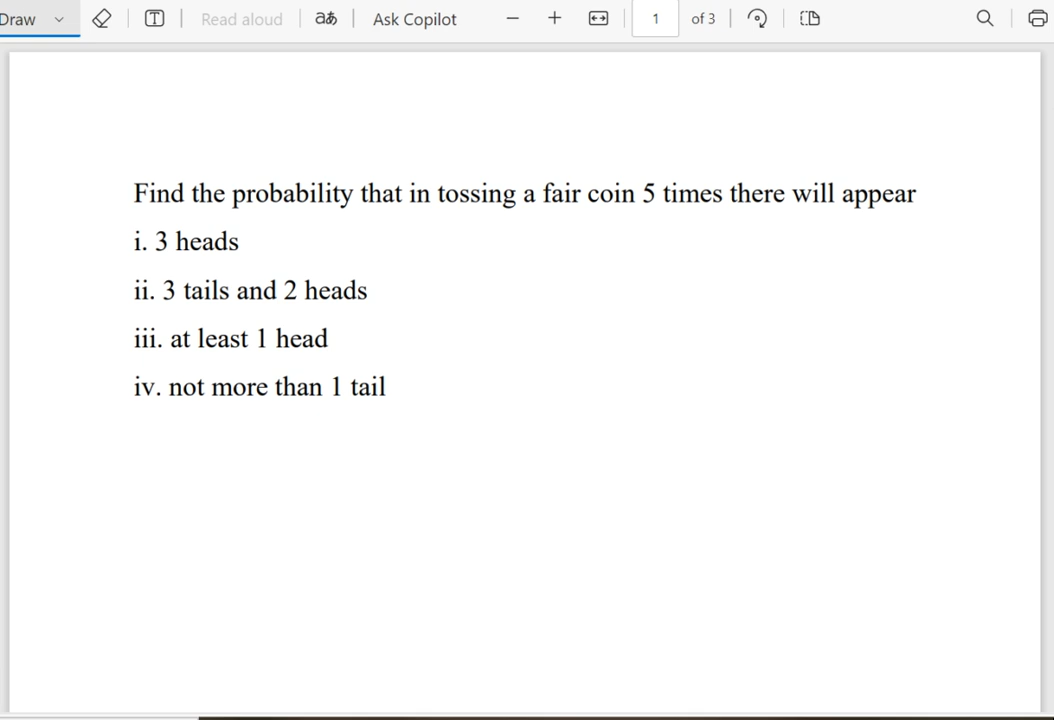 Draw Read aloud aあ Ask Copilot 1 of 3
Find the probability that in tossing a fair coin 5 times there will appear
i. 3 heads
ii. 3 tails and 2 heads
iii. at least 1 head
iv. not more than 1 tail